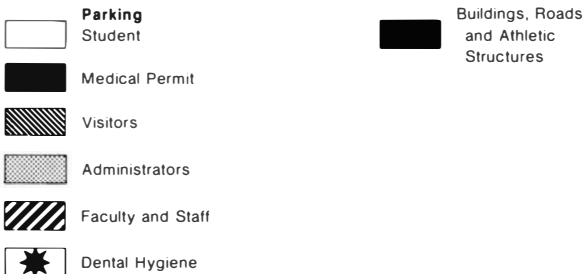 Parking
Student
Medical Permit
Visitors
Administrators
Faculty and Staff
Dental Hygiene
Buildings, Roads
and Athletic
Structures